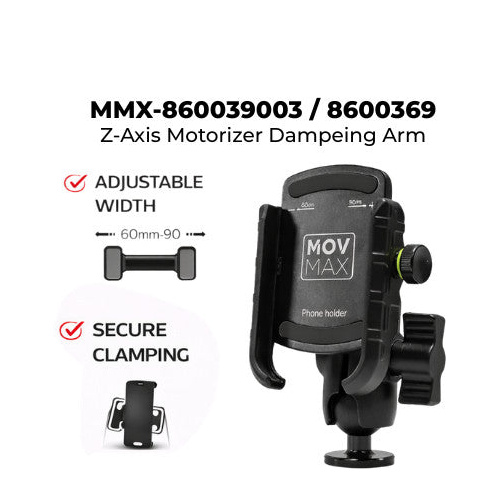 MMX-860039003 / 8600369
Z-Axis Motorizer Dampeing Arm
ADJUSTABLE
WIDTH
60mm-90
SECURE
CLAMPING
MOV
MAX
Phone holder